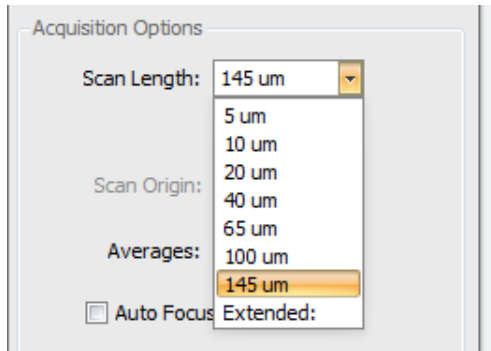 Acquisition Options
Scan Length: 145 um
5 um
10 um
20 um
Scan Origin:
40 um
65 um
Averages:
100 um
145 um
Auto Focus
Extended: